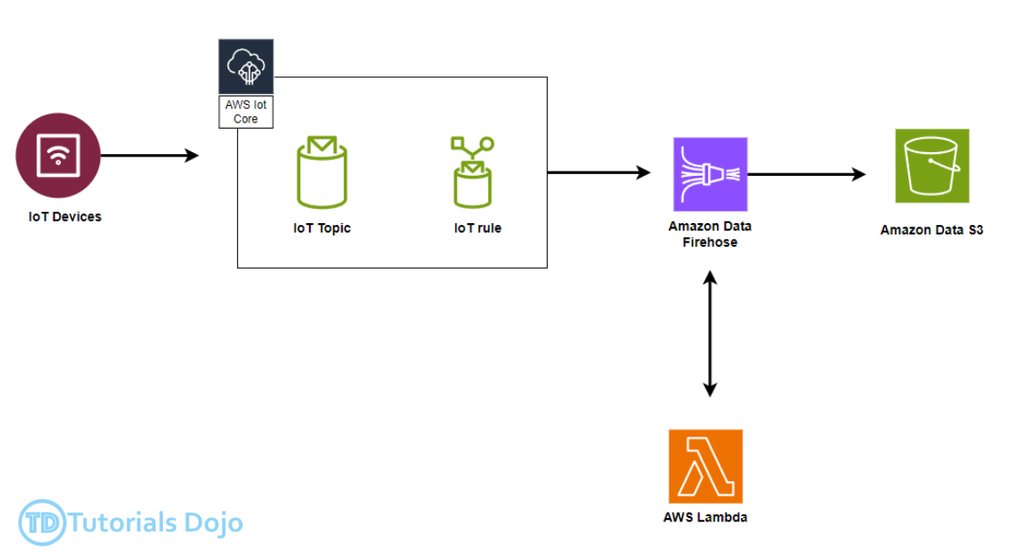 AWS Iot
Core
IoT Devices
IoT Topic
IoT rule
Amazon Data
Firehose
Amazon Data S3
AWS Lambda
TD Tutorials Dojo